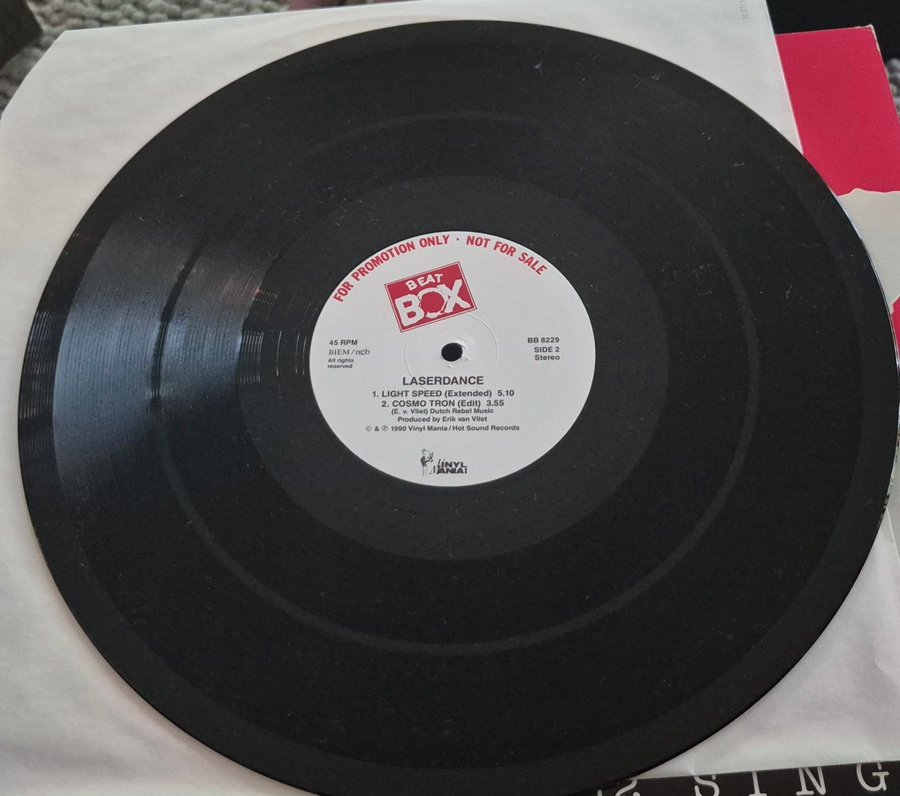 FOR PROMOTION ONLY · NOT FOR SALE
BEAT
BOX
45 RPM
BIEM/ncb
All rights
reserved
BB 8229
SIDE 2
Stereo
LASERDANCE
1. LIGHT SPEED (Extended) 5.10
2. COSMO TRON (Edit) 3.55
(E. v. Vliet) Dutch Rebel Music
Produced by Erik van Vliet
© & ℗ 1990 Vinyl Mania/Hot Sound Records
VINYL
MANIA
SING